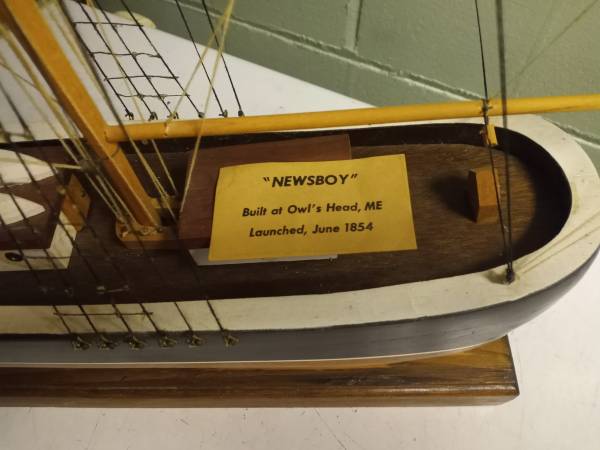 "NEWSBOY"
Built at Owl's Head, ME
Launched, June 1854